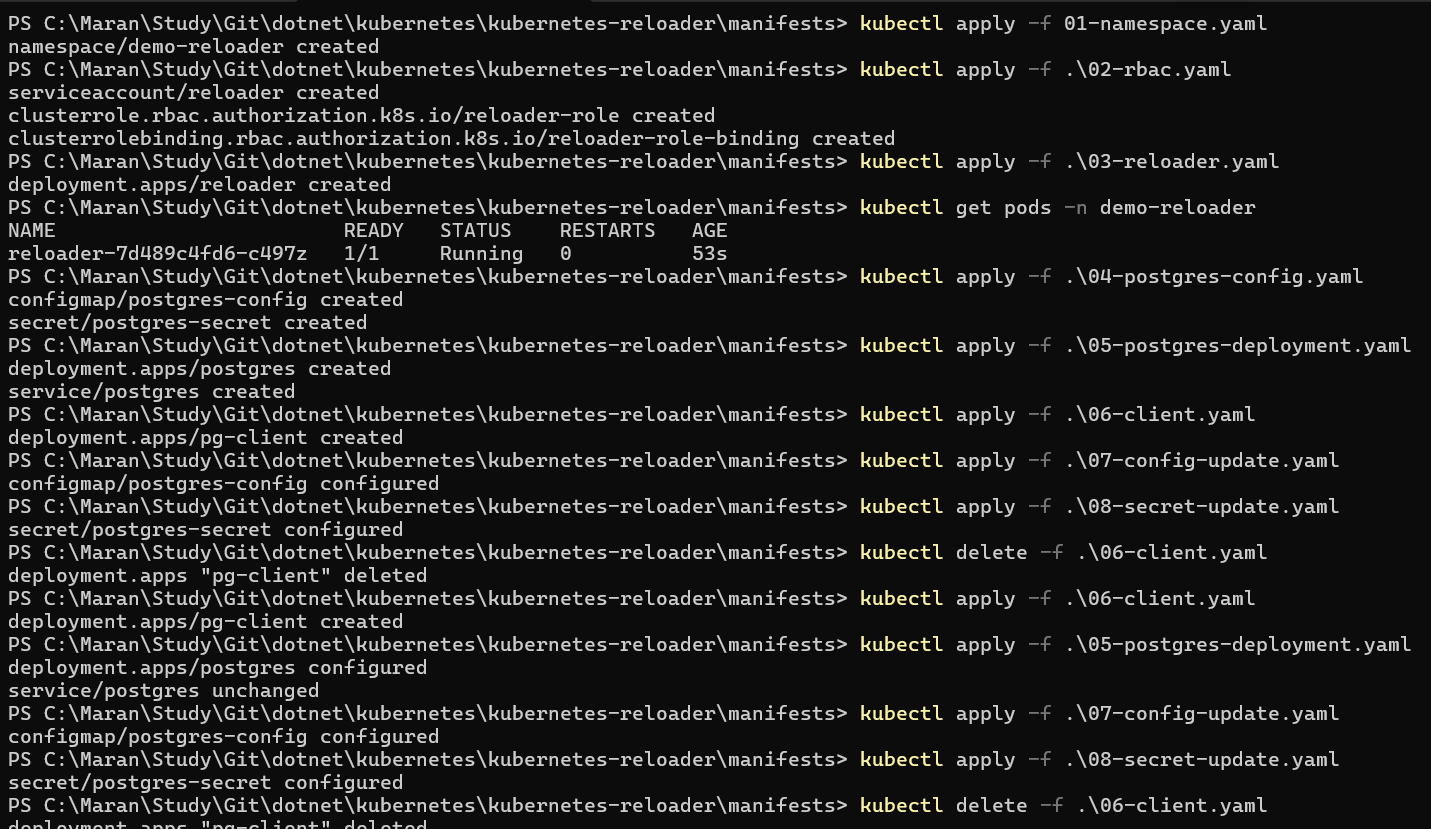 PS C:\Maran\Study\Git\dotnet\kubernetes\kubernetes-reloader\manifests> kubectl apply -f 01-namespace.yaml
namespace/demo-reloader created
PS C:\Maran\Study\Git\dotnet\kubernetes\kubernetes-reloader\manifests> kubectl apply -f .\02-rbac.yaml
serviceaccount/reloader created
clusterrole.rbac.authorization.k8s.io/reloader-role created
clusterrolebinding.rbac.authorization.k8s.io/reloader-role-binding created
PS C:\Maran\Study\Git\dotnet\kubernetes\kubernetes-reloader\manifests> kubectl apply -f .\03-reloader.yaml
deployment.apps/reloader created
PS C:\Maran\Study\Git\dotnet\kubernetes\kubernetes-reloader\manifests> kubectl get pods -n demo-reloader
NAME                        READY   STATUS    RESTARTS   AGE
reloader-7d489c4fd6-c497z   1/1     Running   0          53s
PS C:\Maran\Study\Git\dotnet\kubernetes\kubernetes-reloader\manifests> kubectl apply -f .\04-postgres-config.yaml
configmap/postgres-config created
secret/postgres-secret created
PS C:\Maran\Study\Git\dotnet\kubernetes\kubernetes-reloader\manifests> kubectl apply -f .\05-postgres-deployment.yaml
deployment.apps/postgres created
service/postgres created
PS C:\Maran\Study\Git\dotnet\kubernetes\kubernetes-reloader\manifests> kubectl apply -f .\06-client.yaml
deployment.apps/pg-client created
PS C:\Maran\Study\Git\dotnet\kubernetes\kubernetes-reloader\manifests> kubectl apply -f .\07-config-update.yaml
configmap/postgres-config configured
PS C:\Maran\Study\Git\dotnet\kubernetes\kubernetes-reloader\manifests> kubectl apply -f .\08-secret-update.yaml
secret/postgres-secret configured
PS C:\Maran\Study\Git\dotnet\kubernetes\kubernetes-reloader\manifests> kubectl delete -f .\06-client.yaml
deployment.apps "pg-client" deleted
PS C:\Maran\Study\Git\dotnet\kubernetes\kubernetes-reloader\manifests> kubectl apply -f .\06-client.yaml
deployment.apps/pg-client created
PS C:\Maran\Study\Git\dotnet\kubernetes\kubernetes-reloader\manifests> kubectl apply -f .\05-postgres-deployment.yaml
deployment.apps/postgres configured
service/postgres unchanged
PS C:\Maran\Study\Git\dotnet\kubernetes\kubernetes-reloader\manifests> kubectl apply -f .\07-config-update.yaml
configmap/postgres-config configured
PS C:\Maran\Study\Git\dotnet\kubernetes\kubernetes-reloader\manifests> kubectl apply -f .\08-secret-update.yaml
secret/postgres-secret configured
PS C:\Maran\Study\Git\dotnet\kubernetes\kubernetes-reloader\manifests> kubectl delete -f .\06-client.yaml
deployment.apps "pg-client" deleted